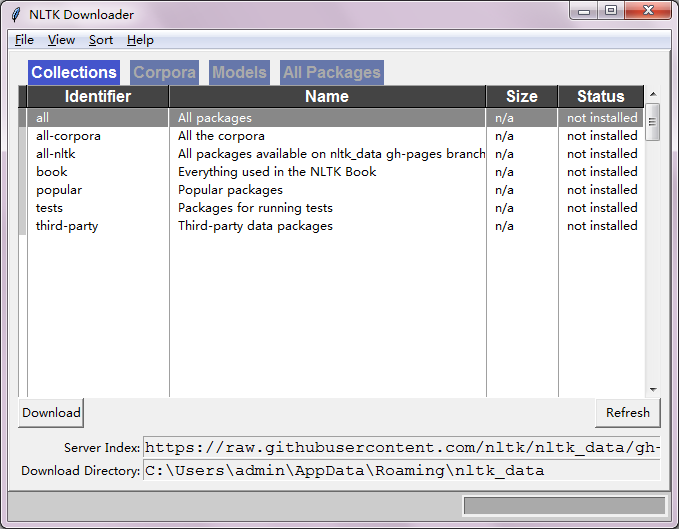 NLTK Downloader
File View Sort Help
Collections Corpora Models All Packages
Identifier Name Size Status
all All packages n/a not installed
all-corpora All the corpora n/a not installed
all-nltk All packages available on nltk_data gh-pages branch n/a not installed
book Everything used in the NLTK Book n/a not installed
popular Popular packages n/a not installed
tests Packages for running tests n/a not installed
third-party Third-party data packages n/a not installed
Download Refresh
Server Index: https://raw.githubusercontent.com/nltk/nltk_data/gh-
Download Directory: C:\Users\admin\AppData\Roaming\nltk_data